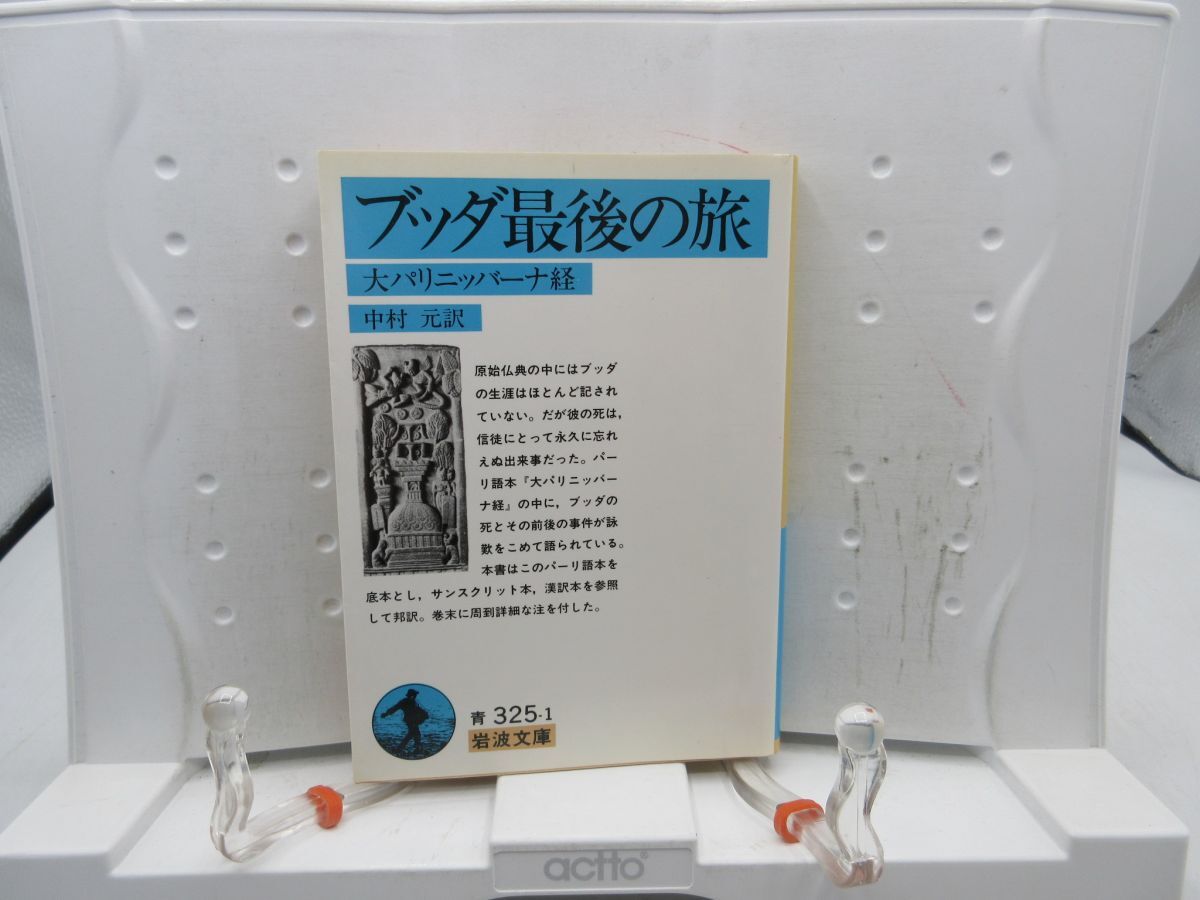 ブッダ最後の旅
大パリニッバーナ経
中村 元訳
原始仏典の中にはブッダ
の生涯はほとんど記され
ていない。だが彼の死は,
信徒にとって永久に忘れ
えぬ出来事だった。パー
リ語本『大パリニッバー
ナ経』の中に,ブッダの
死とその前後の事件が詠
歎をこめて語られている。
本書はこのパーリ語本を
底本とし,サンスクリット本,漢訳本を参照
して邦訳。巻末に周到詳細な注を付した。
青 325-1
岩波文庫
actto®